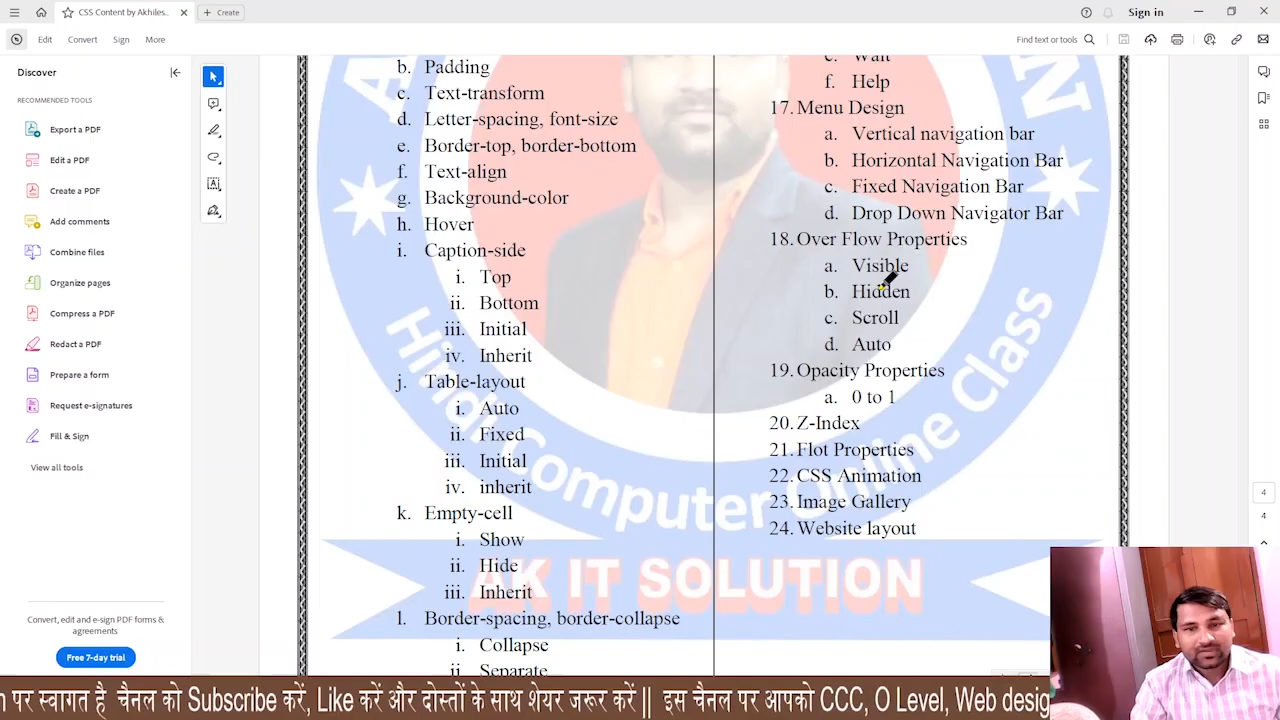 CSS Content by Akhiles...
Create
Sign in
Edit
Convert
Sign
More
Find text or tools
Discover
RECOMMENDED TOOLS
Export a PDF
Edit a PDF
Create a PDF
Add comments
Combine files
Organize pages
Compress a PDF
Redact a PDF
Prepare a form
Request e-signatures
Fill & Sign
View all tools
Convert, edit and e-sign PDF forms &
agreements
Free 7-day trial
b. Padding
c. Text-transform
d. Letter-spacing, font-size
e. Border-top, border-bottom
f. Text-align
g. Background-color
h. Hover
i. Caption-side
i. Top
ii. Bottom
iii. Initial
iv. Inherit
j. Table-layout
i. Auto
ii. Fixed
iii. Initial
iv. inherit
k. Empty-cell
i. Show
ii. Hide
iii. Inherit
l. Border-spacing, border-collapse
i. Collapse
ii. Separate
e. Wait
f. Help
17. Menu Design
a. Vertical navigation bar
b. Horizontal Navigation Bar
c. Fixed Navigation Bar
d. Drop Down Navigator Bar
18. Over Flow Properties
a. Visible
b. Hidden
c. Scroll
d. Auto
19. Opacity Properties
a. 0 to 1
20. Z-Index
21. Flot Properties
22. CSS Animation
23. Image Gallery
24. Website layout
Hindi Computer Online Class
AK IT SOLUTION
4
4
पर स्वागत है चैनल को Subscribe करें, Like करें और दोस्तों के साथ शेयर जरूर करें || इस चैनल पर आपको CCC, O Level, Web